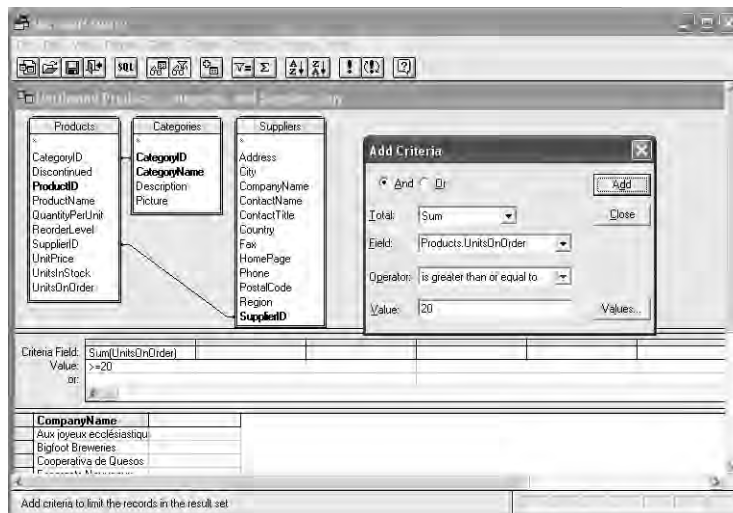 SQL
Products
*
CategoryID
Discontinued
ProductID
ProductName
QuantityPerUnit
ReorderLevel
SupplierID
UnitPrice
UnitsInStock
UnitsOnOrder
Categories
*
CategoryID
CategoryName
Description
Picture
Suppliers
*
Address
City
CompanyName
ContactName
ContactTitle
Country
Fax
HomePage
Phone
PostalCode
Region
SupplierID
Add Criteria
And Or
Add
Total: Sum
Close
Field: Products.UnitsOnOrder
Operator: is greater than or equal to
Value: 20
Values...
Criteria Field: Sum(UnitsOnOrder)
Value: >=20
or:
CompanyName
Aux joyeux ecclésiastiqu
Bigfoot Breweries
Cooperativa de Quesos
Add criteria to limit the records in the result set